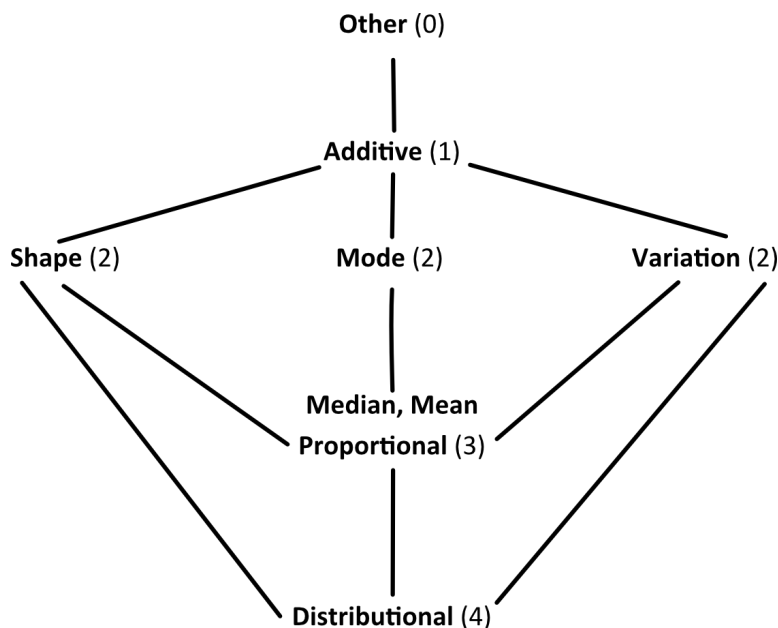 Other (0)
Additive (1)
Shape (2)
Mode (2)
Variation (2)
Median, Mean
Proportional (3)
Distributional (4)